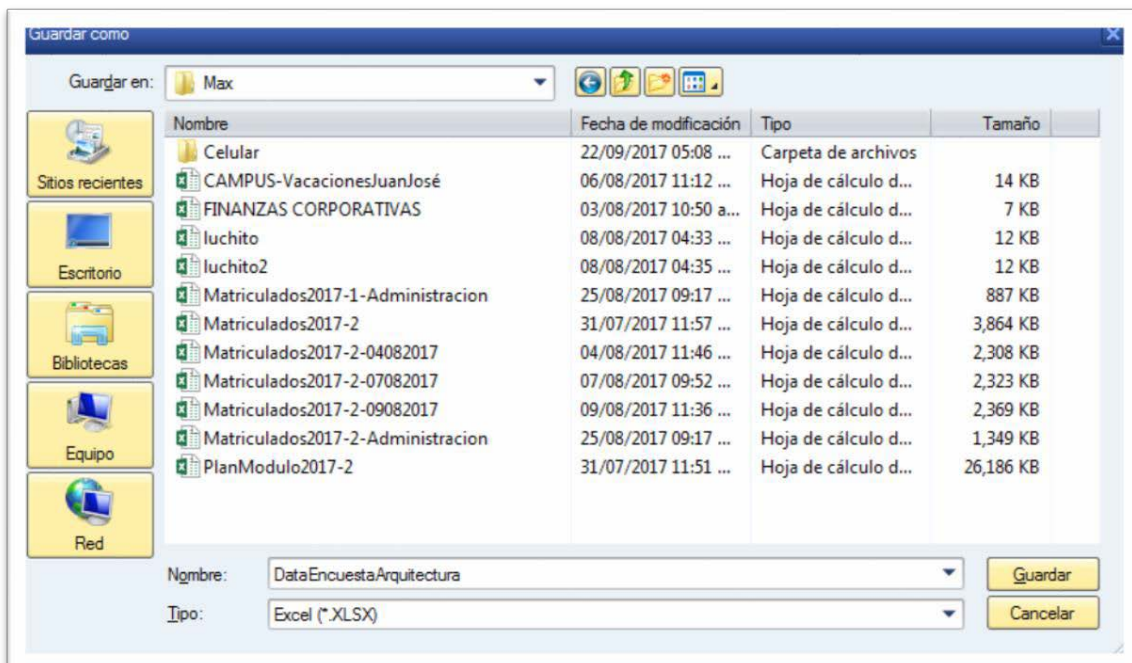 Guardar como
Guardar en: Max
Nombre Fecha de modificación Tipo Tamaño
Celular 22/09/2017 05:08 ... Carpeta de archivos
CAMPUS-VacacionesJuanJosé 06/08/2017 11:12 ... Hoja de cálculo d... 14 KB
FINANZAS CORPORATIVAS 03/08/2017 10:50 a... Hoja de cálculo d... 7 KB
luchito 08/08/2017 04:33 ... Hoja de cálculo d... 12 KB
luchito2 08/08/2017 04:35 ... Hoja de cálculo d... 12 KB
Matriculados2017-1-Administracion 25/08/2017 09:17 ... Hoja de cálculo d... 887 KB
Matriculados2017-2 31/07/2017 11:57 ... Hoja de cálculo d... 3,864 KB
Matriculados2017-2-04082017 04/08/2017 11:46 ... Hoja de cálculo d... 2,308 KB
Matriculados2017-2-07082017 07/08/2017 09:52 ... Hoja de cálculo d... 2,323 KB
Matriculados2017-2-09082017 09/08/2017 11:36 ... Hoja de cálculo d... 2,369 KB
Matriculados2017-2-Administracion 25/08/2017 09:17 ... Hoja de cálculo d... 1,349 KB
PlanModulo2017-2 31/07/2017 11:51 ... Hoja de cálculo d... 26,186 KB
Sitios recientes
Escritorio
Bibliotecas
Equipo
Red
Nombre: DataEncuestaArquitectura Guardar
Tipo: Excel (*.XLSX) Cancelar